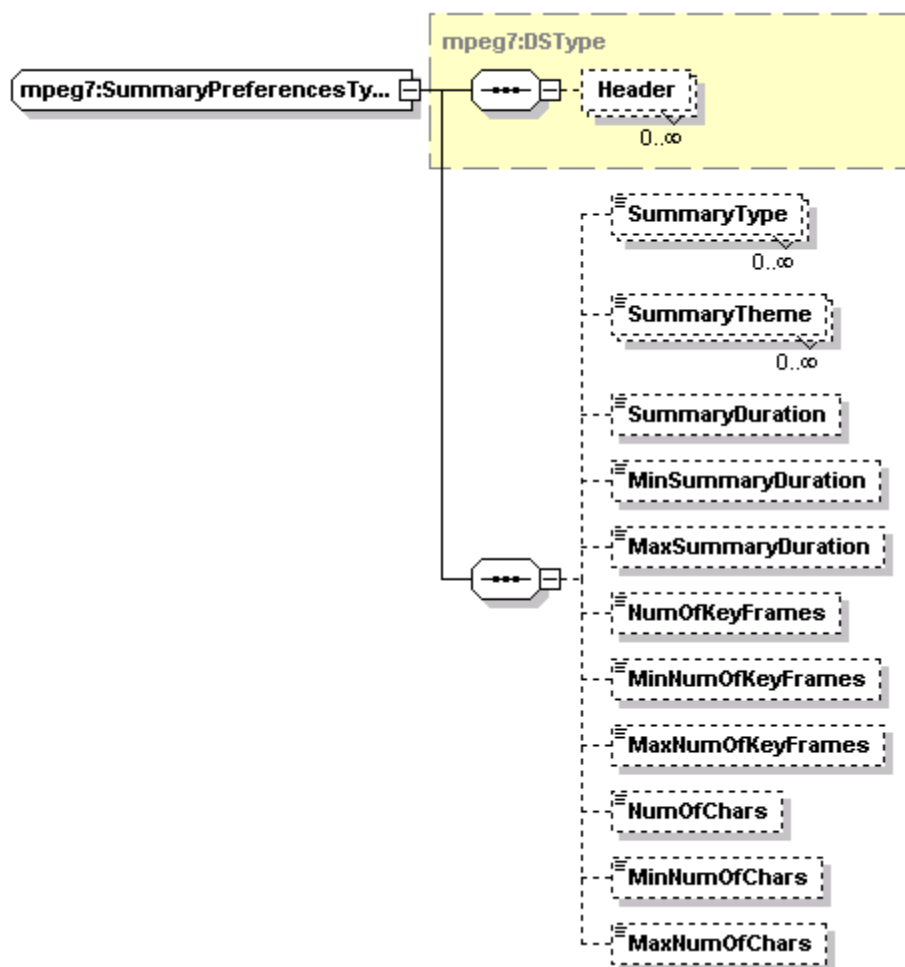 mpeg7:DSType
mpeg7:SummaryPreferencesTy...
Header
0..∞
SummaryType
0..∞
SummaryTheme
0..∞
SummaryDuration
MinSummaryDuration
MaxSummaryDuration
NumOfKeyFrames
MinNumOfKeyFrames
MaxNumOfKeyFrames
NumOfChars
MinNumOfChars
MaxNumOfChars